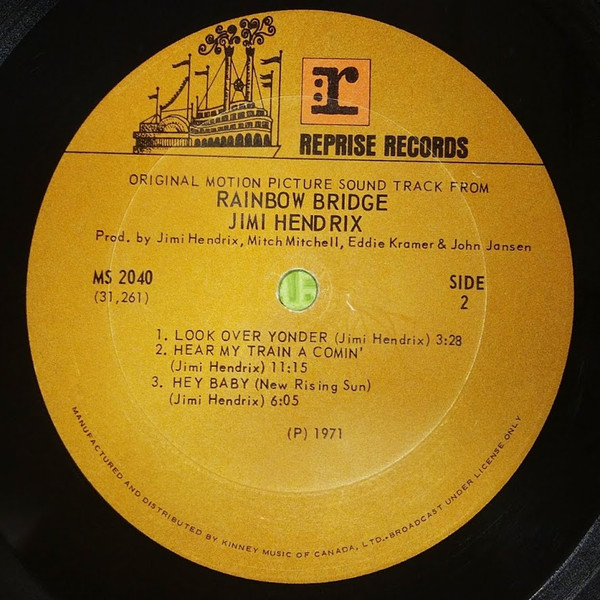 :r
REPRISE RECORDS
ORIGINAL MOTION PICTURE SOUND TRACK FROM
RAINBOW BRIDGE
JIMI HENDRIX
Prod. by Jimi Hendrix, Mitch Mitchell, Eddie Kramer & John Jansen
MS 2040
(31,261)
SIDE
2
1. LOOK OVER YONDER (Jimi Hendrix) 3:28
2. HEAR MY TRAIN A COMIN'
(Jimi Hendrix) 11:15
3. HEY BABY (New Rising Sun)
(Jimi Hendrix) 6:05
(P) 1971
MANUFACTURED AND DISTRIBUTED BY KINNEY MUSIC OF CANADA, LTD.-BROADCAST UNDER LICENSE ONLY